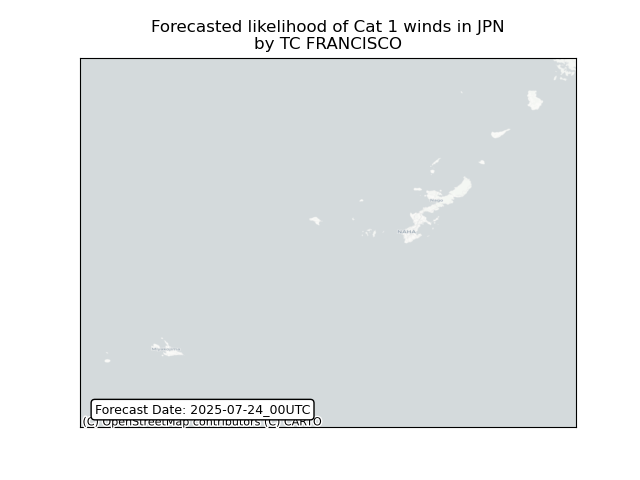 Forecasted likelihood of Cat 1 winds in JPN
by TC FRANCISCO
NAHA
Forecast Date: 2025-07-24_00UTC
(C) OpenStreetMap contributors (C) CARTO